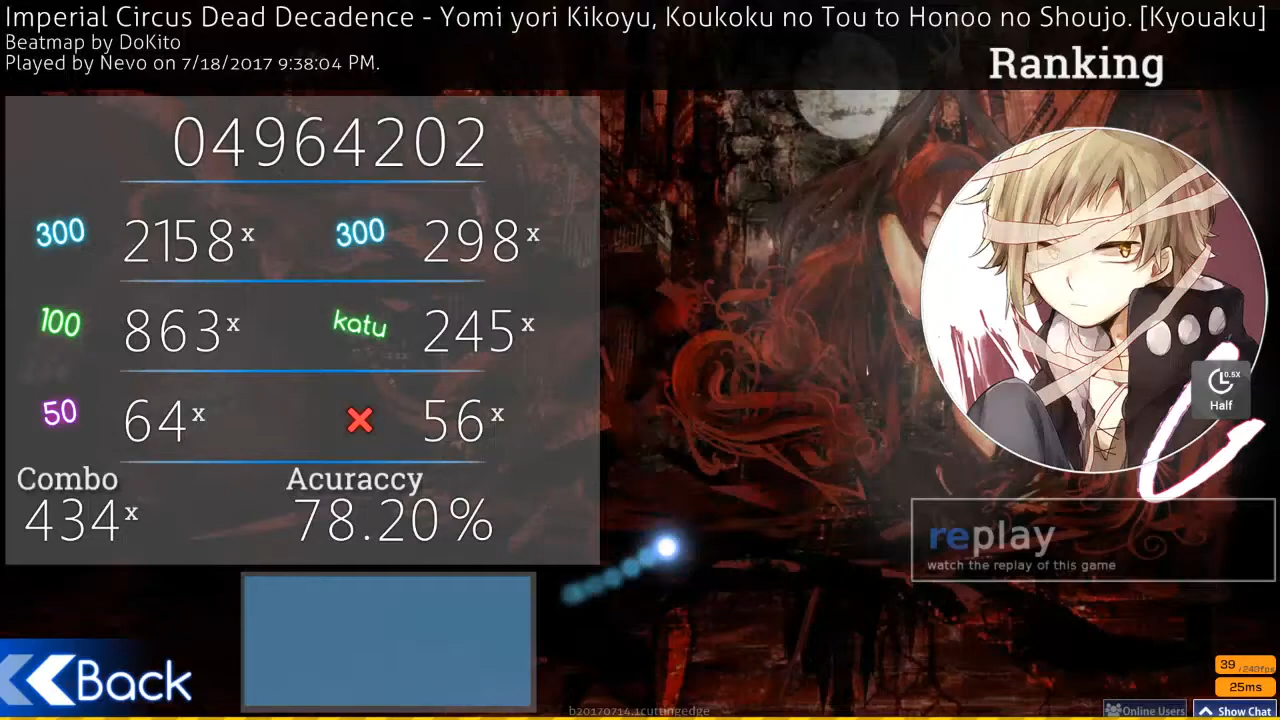 Imperial Circus Dead Decadence - Yomi yori Kikoyu, Koukoku no Tou to Honoo no Shoujo. [Kyouaku]
Beatmap by DoKito
Played by Nevo on 7/18/2017 9:38:04 PM.
Ranking
04964202
300 2158x 300 298x
100 863x katu 245x
50 64x 56x
Combo Acuraccy
434x 78.20%
0.5X
Half
replay
watch the replay of this game
Back
39 /243fps
25ms
b20170714.1cuttingedge
Online Users Show Chat